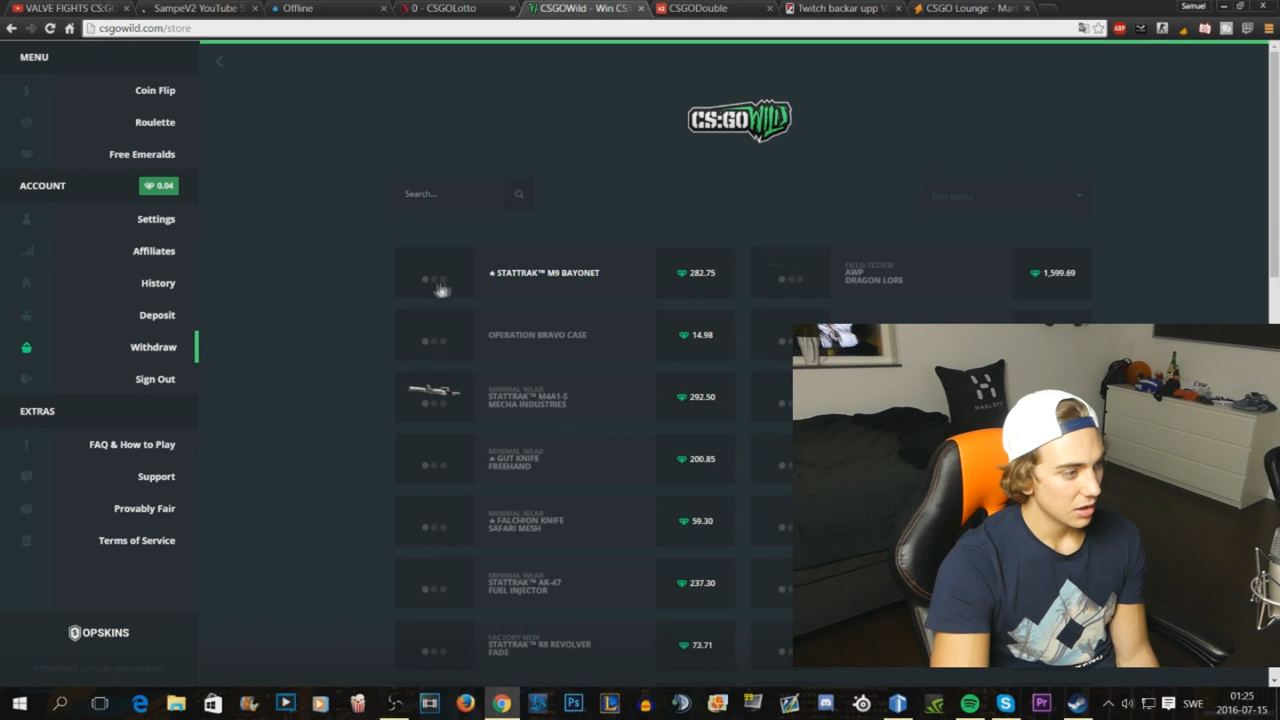 VALVE FIGHTS CS:GO
SampeV2 YouTube S
Offline
0 - CSGOLotto
CSGOWild - Win CS:
CSGODouble
Twitch backar upp V
CSGO Lounge - Mar
Samuel
csgowild.com/store
MENU
Coin Flip
Roulette
Free Emeralds
ACCOUNT
0.04
Settings
Affiliates
History
Deposit
Withdraw
Sign Out
EXTRAS
FAQ & How to Play
Support
Provably Fair
Terms of Service
OPSKINS
CS:GO WILD
Search...
Sort Items
★ STATTRAK™ M9 BAYONET
282.75
FIELD-TESTED
AWP
DRAGON LORE
1,599.69
OPERATION BRAVO CASE
14.98
MINIMAL WEAR
STATTRAK™ M4A1-S
MECHA INDUSTRIES
292.50
MINIMAL WEAR
★ GUT KNIFE
FREEHAND
200.85
MINIMAL WEAR
★ FALCHION KNIFE
SAFARI MESH
59.30
MINIMAL WEAR
STATTRAK™ AK-47
FUEL INJECTOR
237.30
FACTORY NEW
STATTRAK™ R8 REVOLVER
FADE
73.71
SWE
01:25
2016-07-15